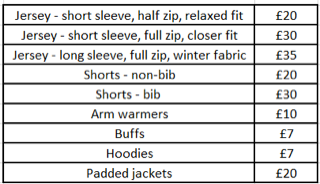 Jersey - short sleeve, half zip, relaxed fit £20
Jersey - short sleeve, full zip, closer fit £30
Jersey - long sleeve, full zip, winter fabric £35
Shorts - non-bib £20
Shorts - bib £30
Arm warmers £10
Buffs £7
Hoodies £7
Padded jackets £20